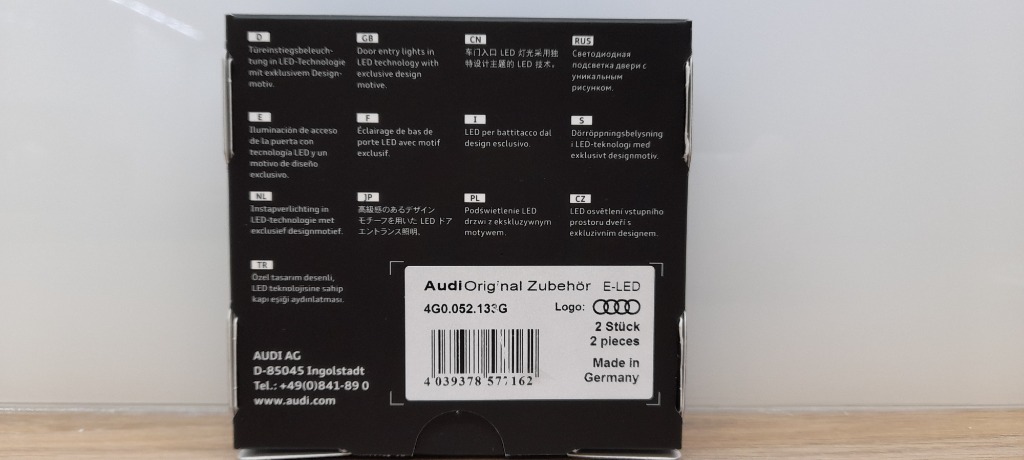 D
Türeinstiegsbeleuch-
tung in LED-Technologie
mit exklusivem Design-
motiv.
GB
Door entry lights in
LED technology with
exclusive design
motive.
CN
车门入口 LED 灯光采用独
特设计主题的 LED 技术。
RUS
Светодиодная
подсветка двери с
уникальным
рисунком.
E
Iluminación de acceso
de la puerta con
tecnología LED y un
motivo de diseño
exclusivo.
F
Éclairage de bas de
porte LED avec motif
exclusif.
I
LED per battitacco dal
design esclusivo.
S
Dörröppningsbelysning
i LED-teknologi med
exklusivt designmotiv.
NL
Instapverlichting in
LED-technologie met
exclusief designmotief.
JP
高級感のあるデザイン
モチーフを用いた LED ドア
エントランス照明。
PL
Podświetlenie LED
drzwi z ekskluzywnym
motywem.
CZ
LED osvětlení vstupního
prostoru dveří s
exkluzivním designem.
TR
Özel tasarım desenli,
LED teknolojisine sahip
kapı eşiği aydınlatması.
AUDI AG
D-85045 Ingolstadt
Tel.: +49(0)841-89 0
www.audi.com
Audi Original Zubehör E-LED
4G0.052.133G Logo:
2 Stück
2 pieces
Made in
Germany
4 039378 577162